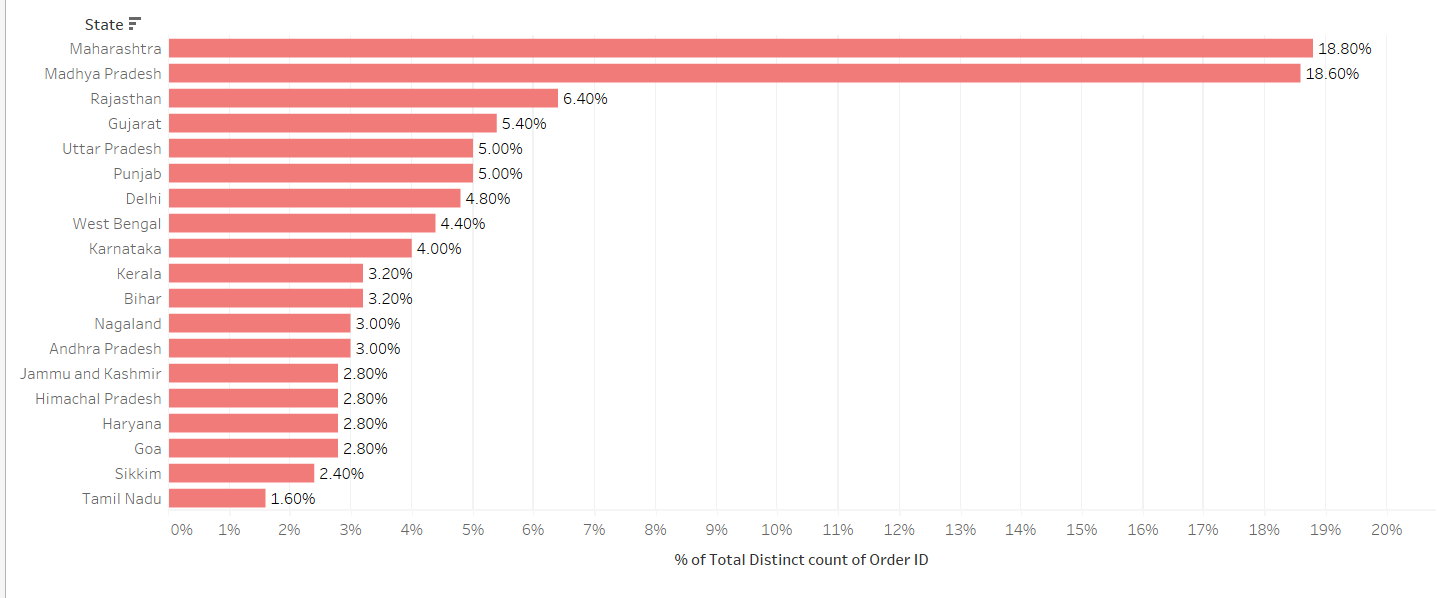 State
Maharashtra 18.80%
Madhya Pradesh 18.60%
Rajasthan 6.40%
Gujarat 5.40%
Uttar Pradesh 5.00%
Punjab 5.00%
Delhi 4.80%
West Bengal 4.40%
Karnataka 4.00%
Kerala 3.20%
Bihar 3.20%
Nagaland 3.00%
Andhra Pradesh 3.00%
Jammu and Kashmir 2.80%
Himachal Pradesh 2.80%
Haryana 2.80%
Goa 2.80%
Sikkim 2.40%
Tamil Nadu 1.60%
0% 1% 2% 3% 4% 5% 6% 7% 8% 9% 10% 11% 12% 13% 14% 15% 16% 17% 18% 19% 20%
% of Total Distinct count of Order ID